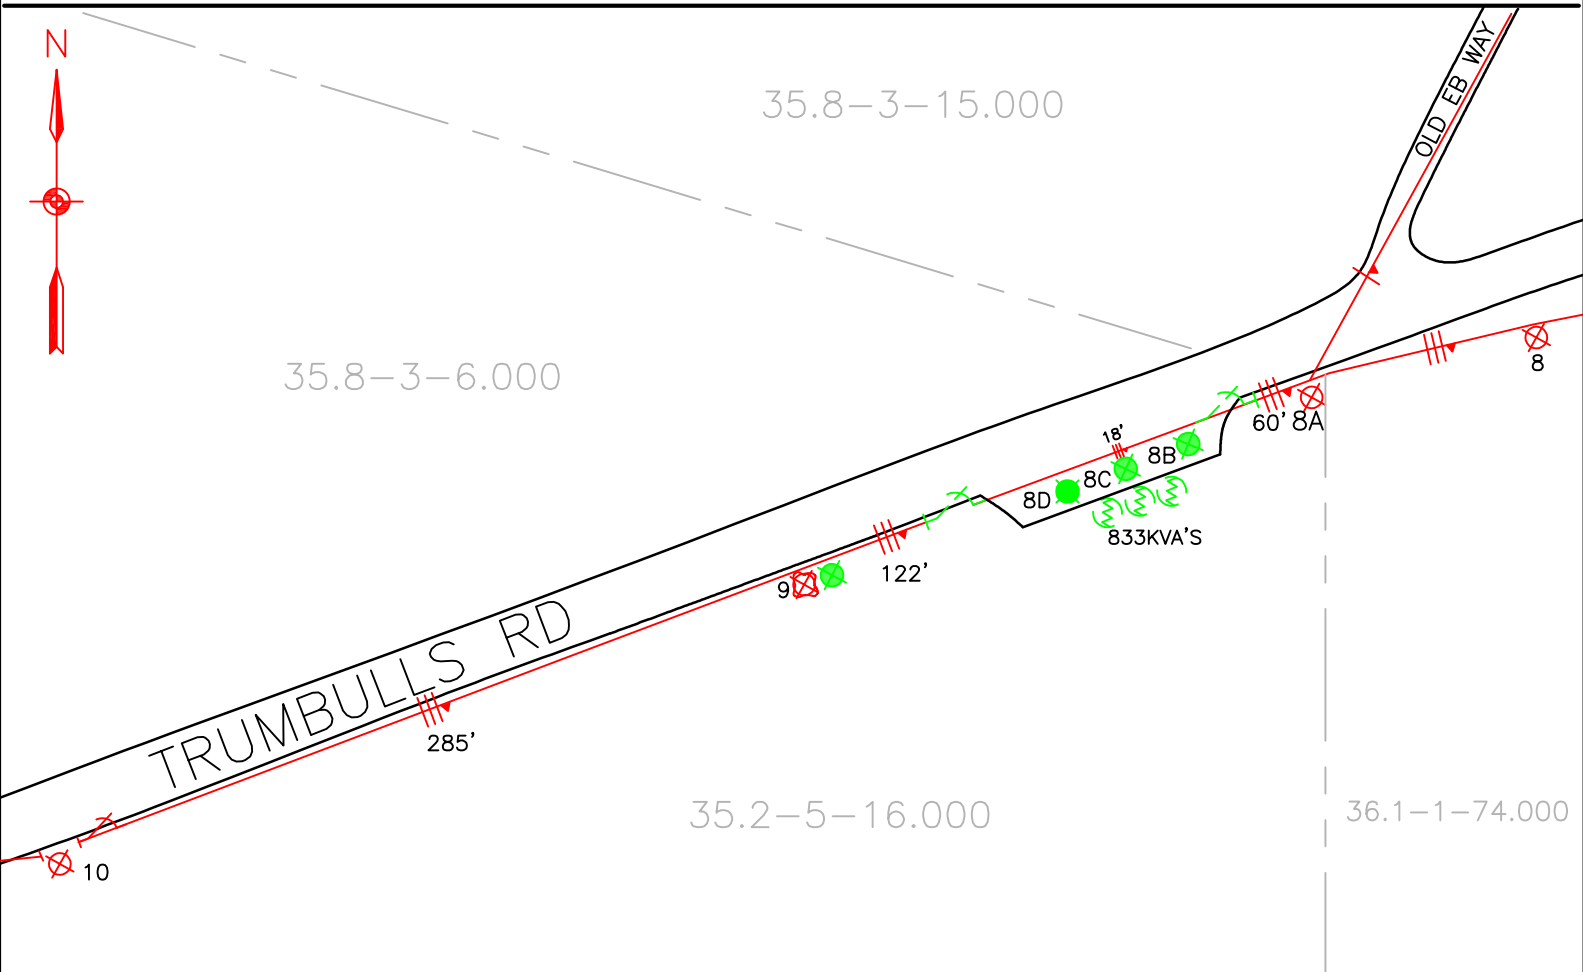 N
OLD EB WAY
35.8-3-15.000
35.8-3-6.000
8
60' 8A
18'
8B
8C
8D
833KVA'S
122'
9
TRUMBULLS RD
285'
35.2-5-16.000
36.1-1-74.000
10